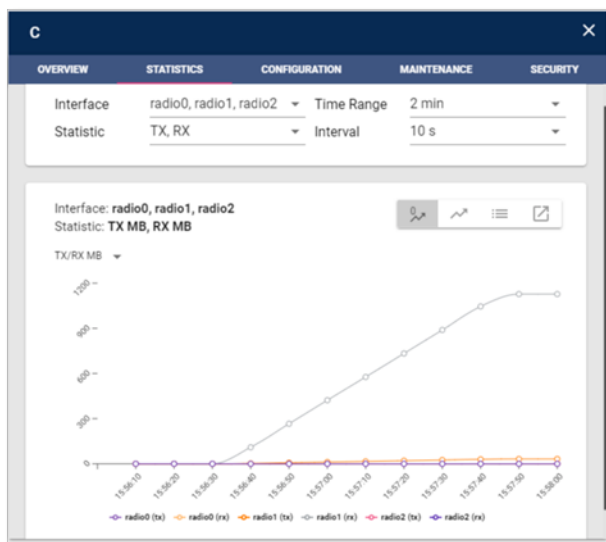 C
OVERVIEW STATISTICS CONFIGURATION MAINTENANCE SECURITY
Interface radio0, radio1, radio2 Time Range 2 min
Statistic TX, RX Interval 10 s
Interface: radio0, radio1, radio2
Statistic: TX MB, RX MB
TX/RX MB
1200
900
600
300
0
15:56:10 15:56:20 15:56:30 15:56:40 15:56:50 15:57:00 15:57:10 15:57:20 15:57:30 15:57:40 15:57:50 15:58:00
radio0 (tx) radio0 (rx) radio1 (tx) radio1 (rx) radio2 (tx) radio2 (rx)